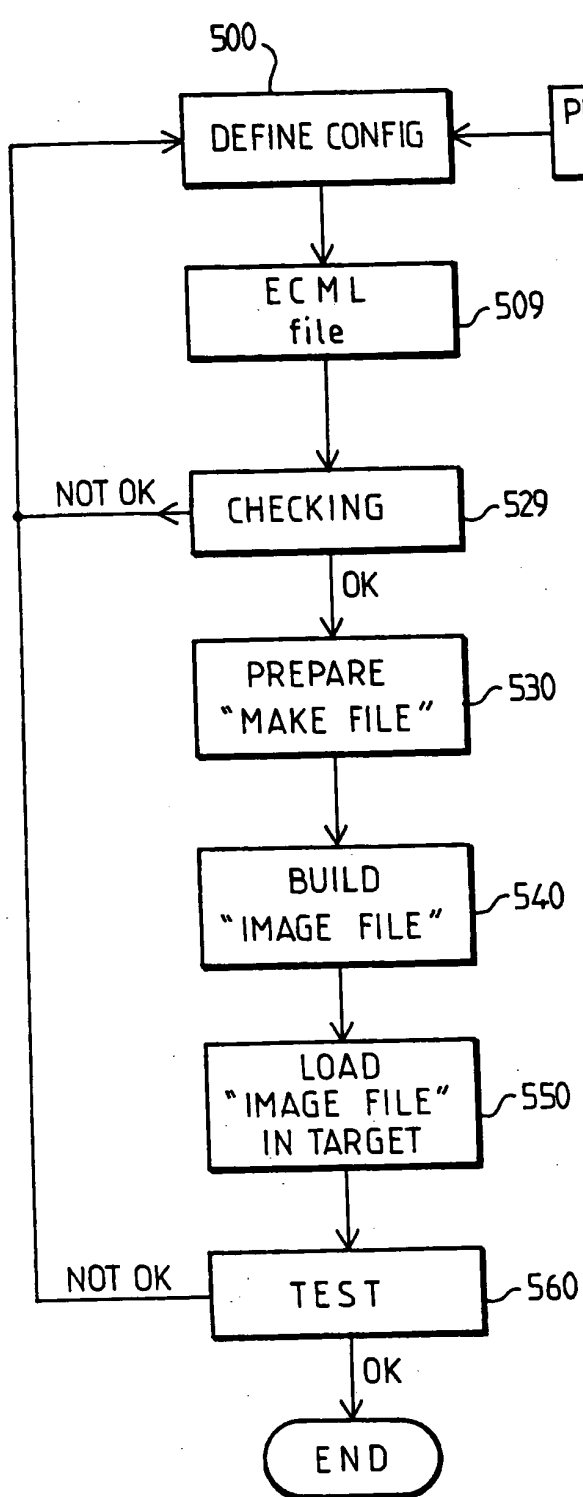 500
DEFINE CONFIG
ECML
file
509
NOT OK
CHECKING
529
OK
PREPARE
"MAKE FILE"
530
BUILD
"IMAGE FILE"
540
LOAD
"IMAGE FILE"
IN TARGET
550
NOT OK
TEST
560
OK
END